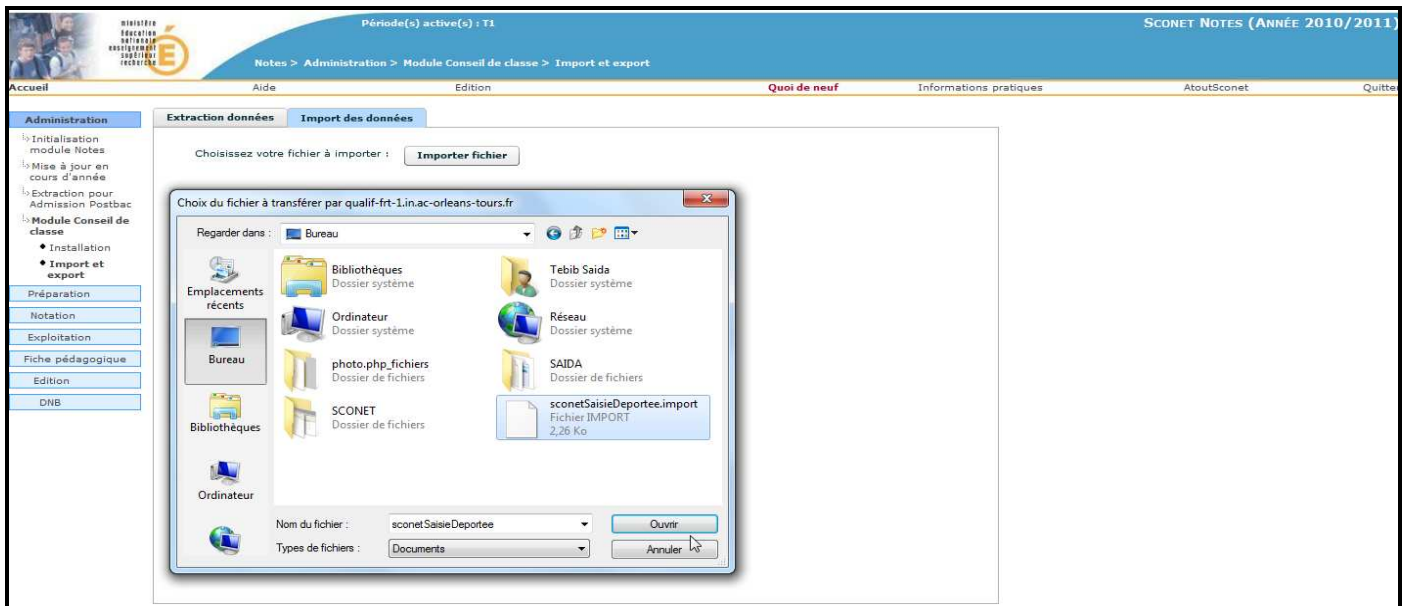 ministère
éducation
nationale
enseignement
supérieur
recherche
Période(s) active(s) : T1
SCONET NOTES (ANNÉE 2010/2011)
Notes > Administration > Module Conseil de classe > Import et export
Accueil Aide Edition Quoi de neuf Informations pratiques AtoutSconet Quitter
Administration
Initialisation
module Notes
Mise à jour en
cours d'année
Extraction pour
Admission Postbac
Module Conseil de
classe
Installation
Import et
export
Préparation
Notation
Exploitation
Fiche pédagogique
Edition
DNB
Extraction données Import des données
Choisissez votre fichier à importer : Importer fichier
Choix du fichier à transférer par qualif-frt-1.in.ac-orleans-tours.fr
Regarder dans : Bureau
Emplacements
récents
Bureau
Bibliothèques
Ordinateur
Bibliothèques
Dossier système
Tebib Saida
Dossier système
Ordinateur
Dossier système
Réseau
Dossier système
photo.php_fichiers
Dossier de fichiers
SAIDA
Dossier de fichiers
SCONET
Dossier de fichiers
sconetSaisieDeportee.import
Fichier IMPORT
2,26 Ko
Nom du fichier : sconetSaisieDeportee Ouvrir
Types de fichiers : Documents Annuler